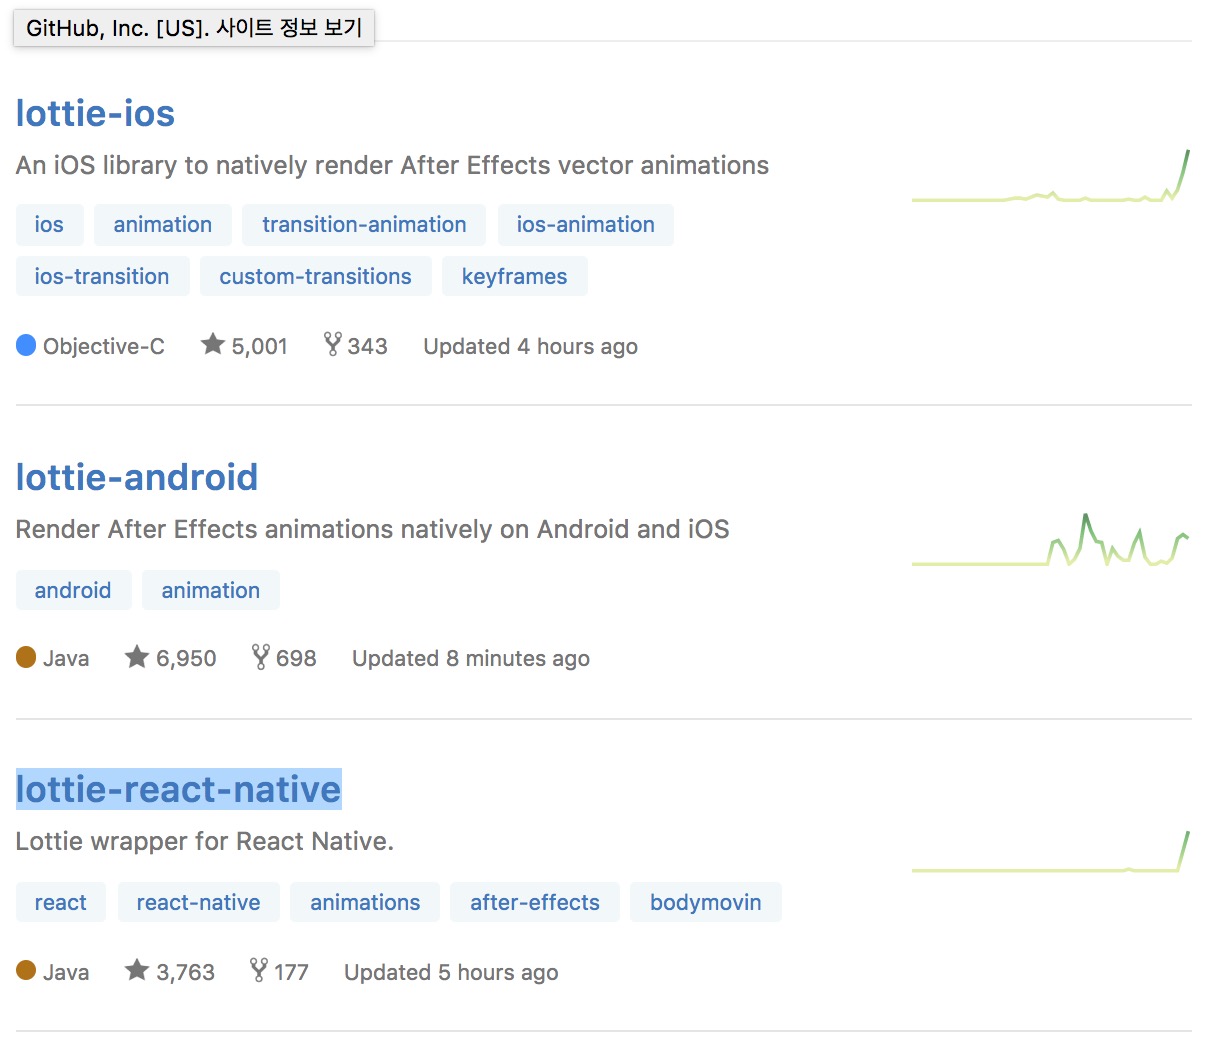 GitHub, Inc. [US]. 사이트 정보 보기
lottie-ios
An iOS library to natively render After Effects vector animations
ios animation transition-animation ios-animation
ios-transition custom-transitions keyframes
Objective-C 5,001 343 Updated 4 hours ago
lottie-android
Render After Effects animations natively on Android and iOS
android animation
Java 6,950 698 Updated 8 minutes ago
lottie-react-native
Lottie wrapper for React Native.
react react-native animations after-effects bodymovin
Java 3,763 177 Updated 5 hours ago